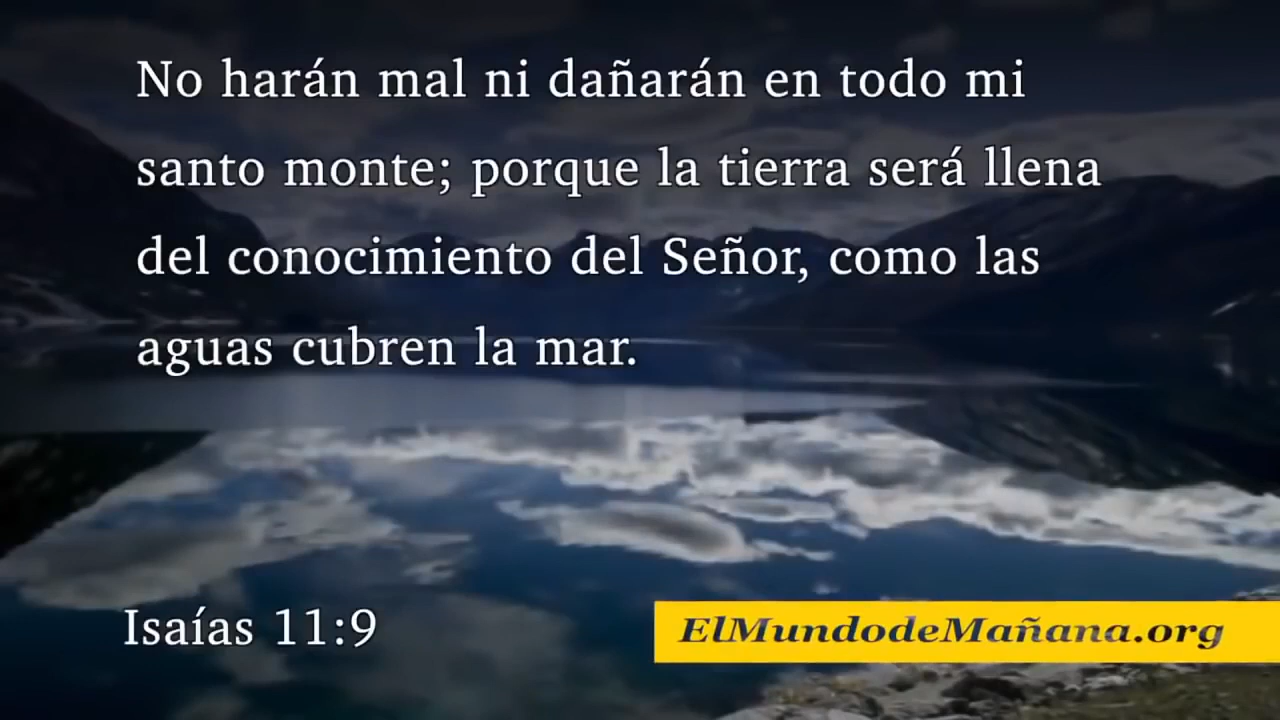 No harán mal ni dañarán en todo mi
santo monte; porque la tierra será llena
del conocimiento del Señor, como las
aguas cubren la mar.
Isaías 11:9
ElMundodeMañana.org